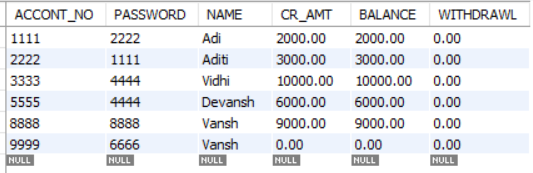 ACCONT_NO PASSWORD NAME CR_AMT BALANCE WITHDRAWL
1111 2222 Adi 2000.00 2000.00 0.00
2222 1111 Aditi 3000.00 3000.00 0.00
3333 4444 Vidhi 10000.00 10000.00 0.00
5555 4444 Devansh 6000.00 6000.00 0.00
8888 8888 Vansh 9000.00 9000.00 0.00
9999 6666 Vansh 0.00 0.00 0.00
NULL NULL NULL NULL NULL NULL